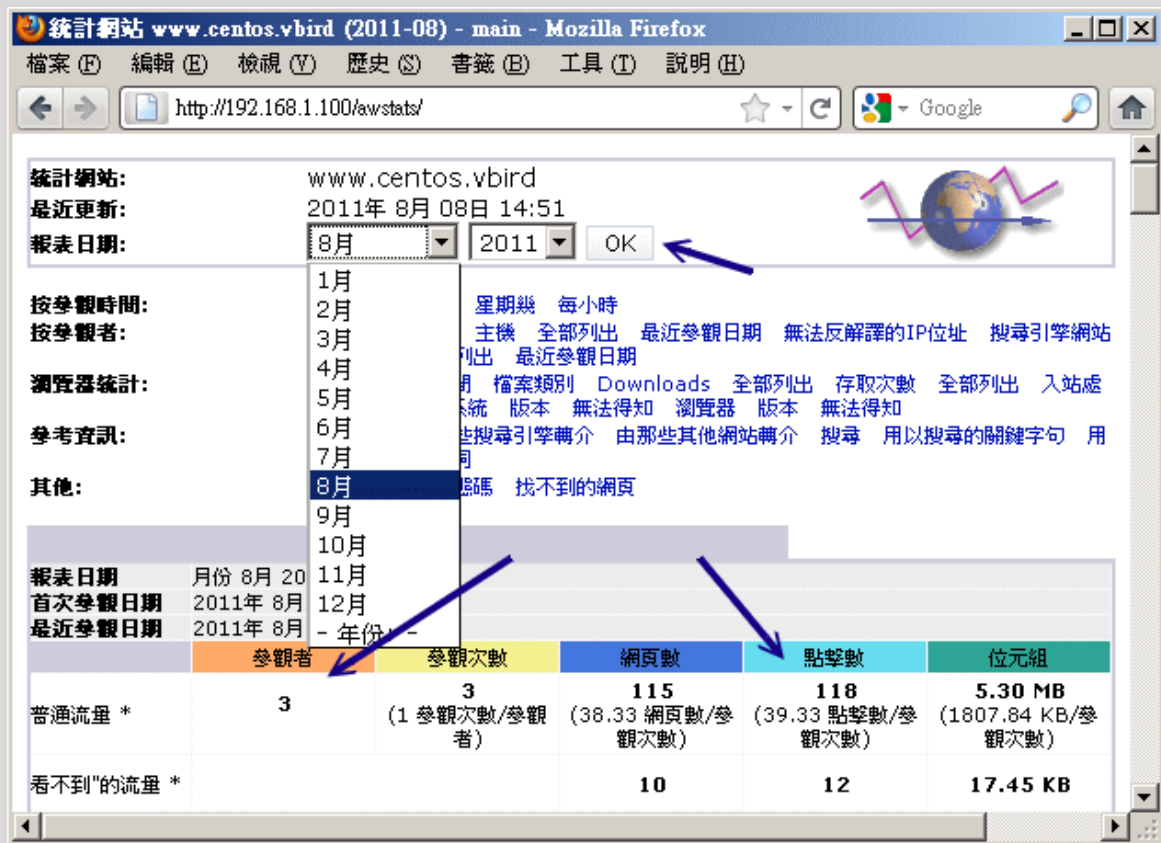 統計網站 www.centos.vbird (2011-08) - main - Mozilla Firefox
檔案 (F) 編輯 (E) 檢視 (V) 歷史 (S) 書籤 (B) 工具 (T) 說明 (H)
http://192.168.1.100/awstats/ Google
統計網站: www.centos.vbird
最近更新: 2011年 8月 08日 14:51
報表日期: 8月 2011 OK
1月
2月
3月
4月
5月
6月
7月
8月
9月
10月
11月
12月
- 年份 -
按參觀時間: 星期幾 每小時
按參觀者: 主機 全部列出 最近參觀日期 無法反解譯的IP位址 搜尋引擎網站
列出 最近參觀日期
瀏覽器統計: 檔案類別 Downloads 全部列出 存取次數 全部列出 入站處
系統 版本 無法得知 瀏覽器 版本 無法得知
參考資訊: 些搜尋引擎轉介 由那些其他網站轉介 搜尋 用以搜尋的關鍵字句 用
詞
其他: 態碼 找不到的網頁
報表日期 月份 8月 20
首次參觀日期 2011年 8月
最近參觀日期 2011年 8月
參觀者 參觀次數 網頁數 點擊數 位元組
普通流量 * 3 3 115 118 5.30 MB
(1 參觀次數/參觀 (38.33 網頁數/參 (39.33 點擊數/參 (1807.84 KB/參
者) 觀次數) 觀次數) 觀次數)
看不到"的流量 * 10 12 17.45 KB